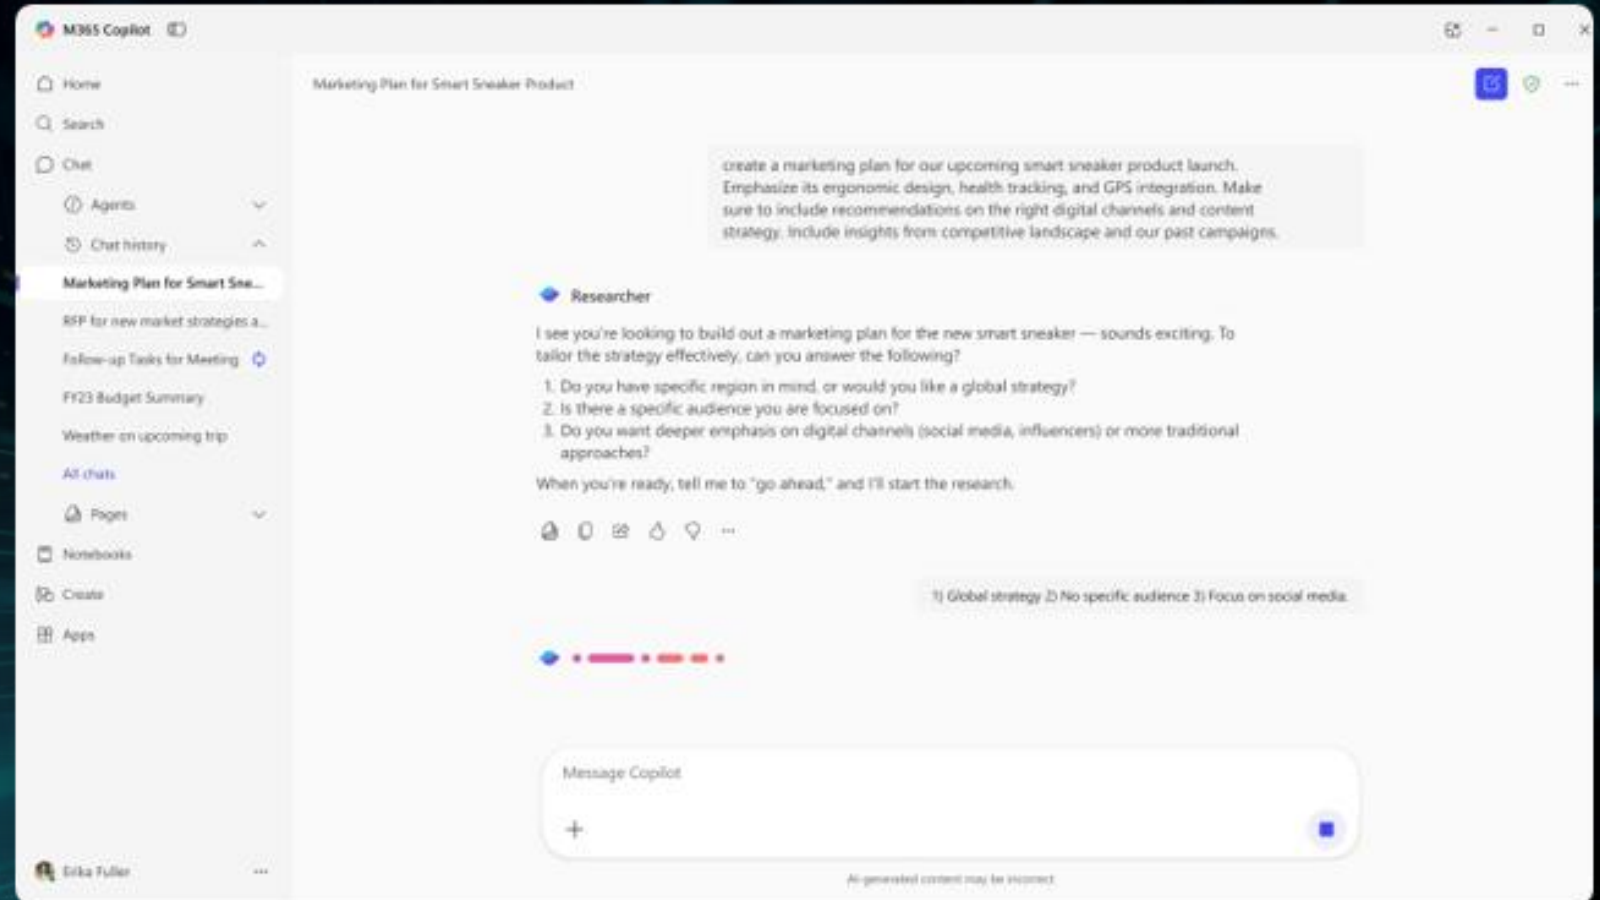 M365 Copilot
Home
Search
Chat
Agents
Chat history
Marketing Plan for Smart Sne...
RFP for new market strategies a...
Follow-up Tasks for Meeting
FY23 Budget Summary
Weather on upcoming trip
All chats
Pages
Notebooks
Create
Apps
Erika Fuller
Marketing Plan for Smart Sneaker Product
create a marketing plan for our upcoming smart sneaker product launch.
Emphasize its ergonomic design, health tracking, and GPS integration. Make
sure to include recommendations on the right digital channels and content
strategy. Include insights from competitive landscape and our past campaigns.
Researcher
I see you're looking to build out a marketing plan for the new smart sneaker — sounds exciting. To
tailor the strategy effectively, can you answer the following?
1. Do you have specific region in mind, or would you like a global strategy?
2. Is there a specific audience you are focused on?
3. Do you want deeper emphasis on digital channels (social media, influencers) or more traditional
approaches?
When you're ready, tell me to "go ahead," and I'll start the research.
1) Global strategy 2) No specific audience 3) Focus on social media.
Message Copilot
AI-generated content may be incorrect